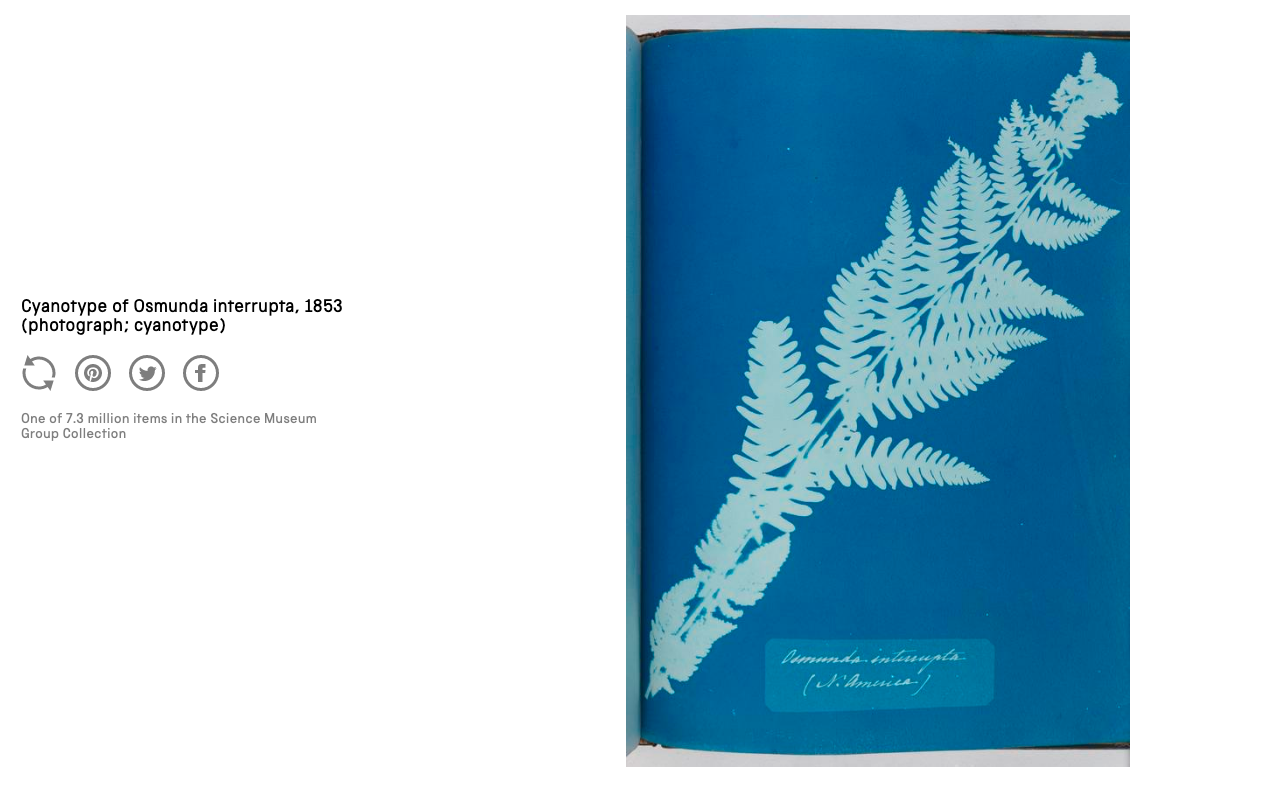 Cyanotype of Osmunda interrupta, 1853
(photograph; cyanotype)
One of 7.3 million items in the Science Museum
Group Collection
Osmunda interrupta
(N. America)